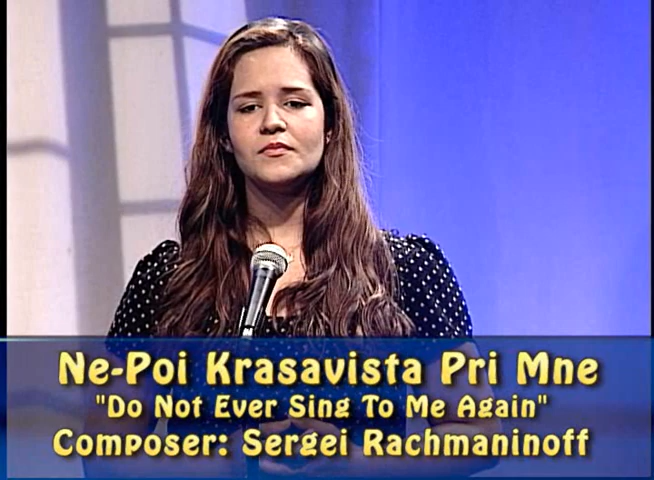 Ne-Poi Krasavista Pri Mne
"Do Not Ever Sing To Me Again"
Composer: Sergei Rachmaninoff